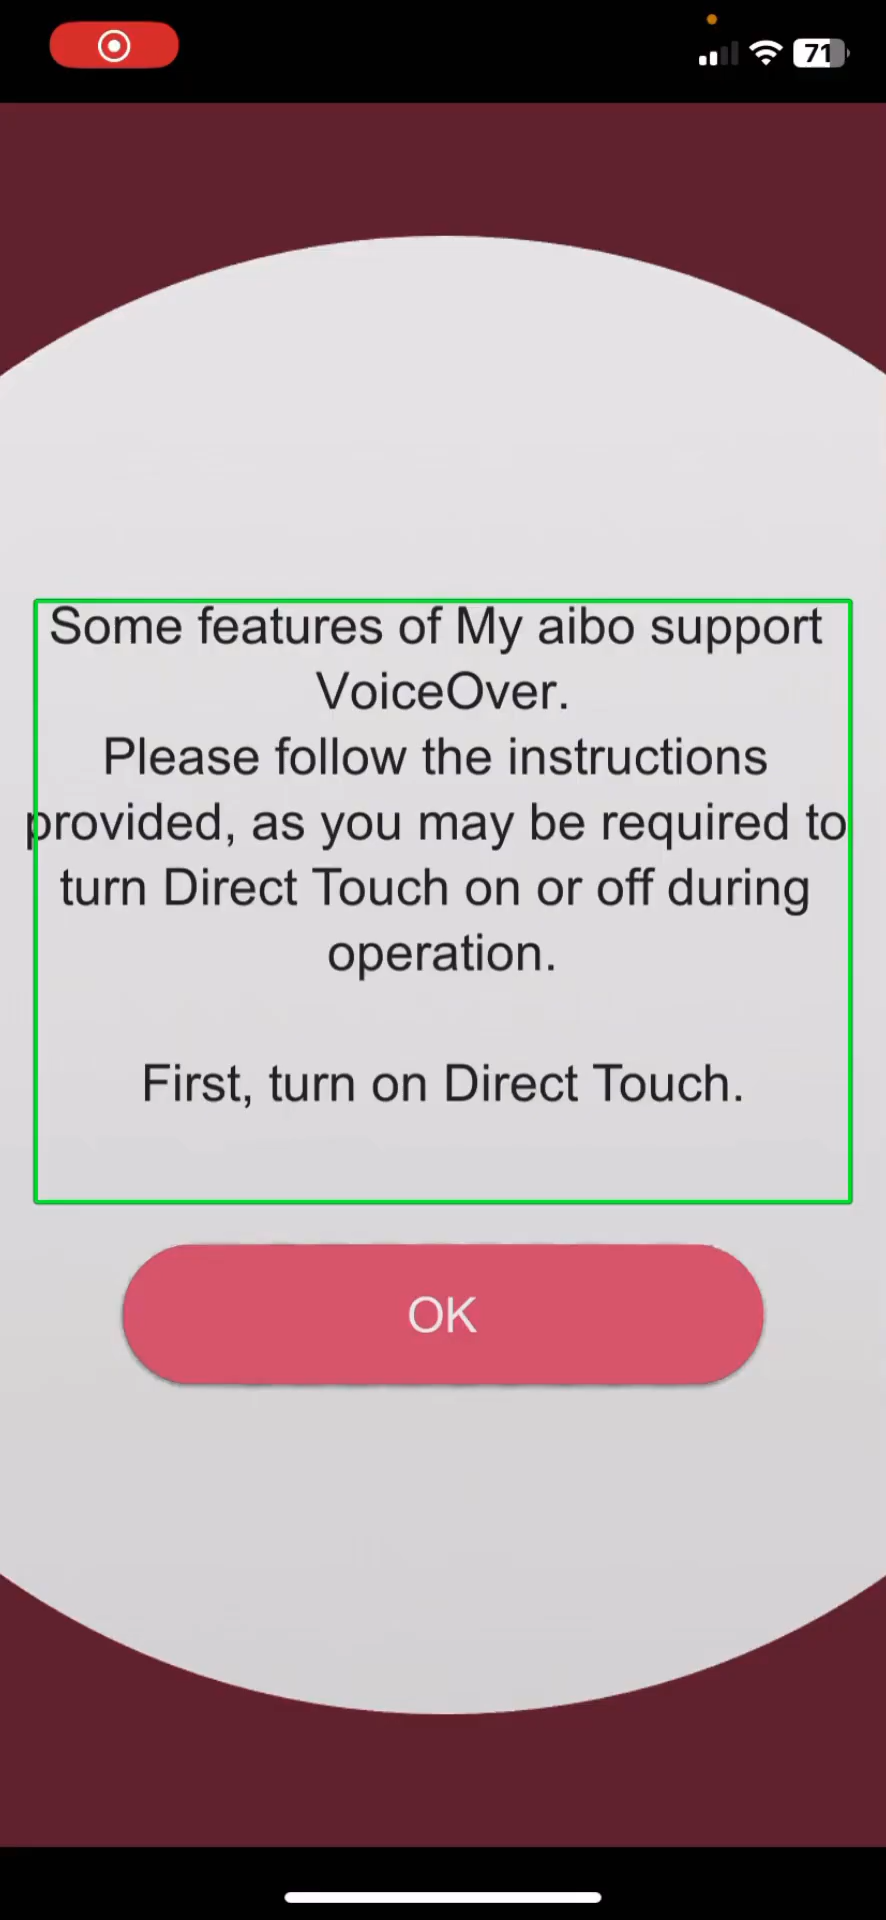 71
Some features of My aibo support
VoiceOver.
Please follow the instructions
provided, as you may be required to
turn Direct Touch on or off during
operation.
First, turn on Direct Touch.
OK